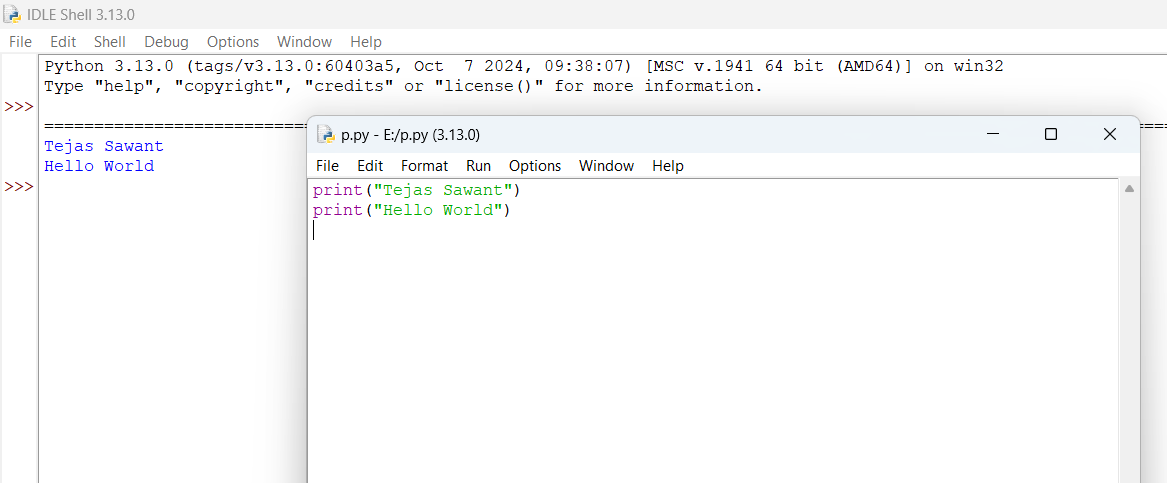 IDLE Shell 3.13.0
File Edit Shell Debug Options Window Help
Python 3.13.0 (tags/v3.13.0:60403a5, Oct  7 2024, 09:38:07) [MSC v.1941 64 bit (AMD64)] on win32
Type "help", "copyright", "credits" or "license()" for more information.
>>>
===========================
Tejas Sawant
Hello World
>>>
p.py - E:/p.py (3.13.0)
File Edit Format Run Options Window Help
print("Tejas Sawant")
print("Hello World")